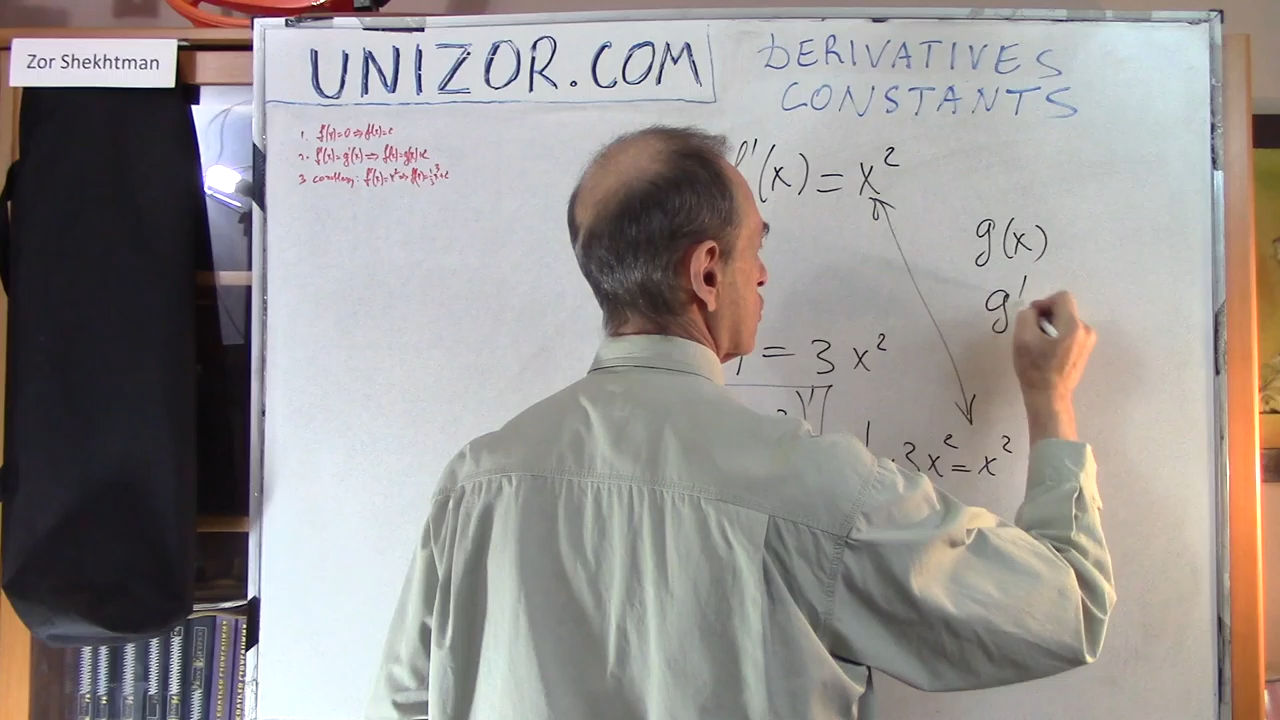 Zor Shekhtman
UNIZOR.COM
DERIVATIVES
CONSTANTS
1. f'(x)=0 ⇒ f(x)=c
2. f'(x)=g'(x) ⇒ f(x)=g(x)+c
3 corollary: f'(x)=x² ⇒ f(x)=⅓x³+c
f'(x) = x²
g(x)
g'
= 3 x²
· 3x² = x²